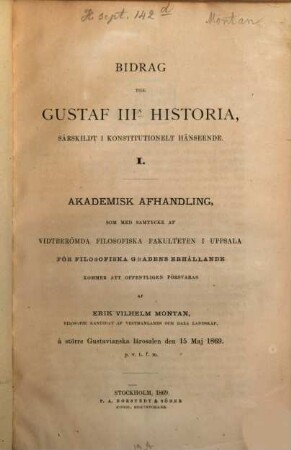 H sept. 142 d
Montan
BIDRAG
TILL
GUSTAF III:S HISTORIA,
SÄRSKILDT I KONSTITUTIONELT HÄNSEENDE.
I.
AKADEMISK AFHANDLING,
SOM MED SAMTYCKE AF
VIDTBERÖMDA FILOSOFISKA FAKULTETEN I UPPSALA
FÖR FILOSOFISKA GRADENS ERHÅLLANDE
KOMMER ATT OFFENTLIGEN FÖRSVARAS
AF
ERIK VILHELM MONTAN,
FILOSOFIE KANDIDAT AF VESTMANLANDS OCH DALA LANDSKAP,
å större Gustavianska lärosalen den 15 Maj 1869.
p. v. t. f. m.
STOCKHOLM, 1869.
P. A. NORSTEDT & SÖNER
KONGL. BOKTRYCKARE.